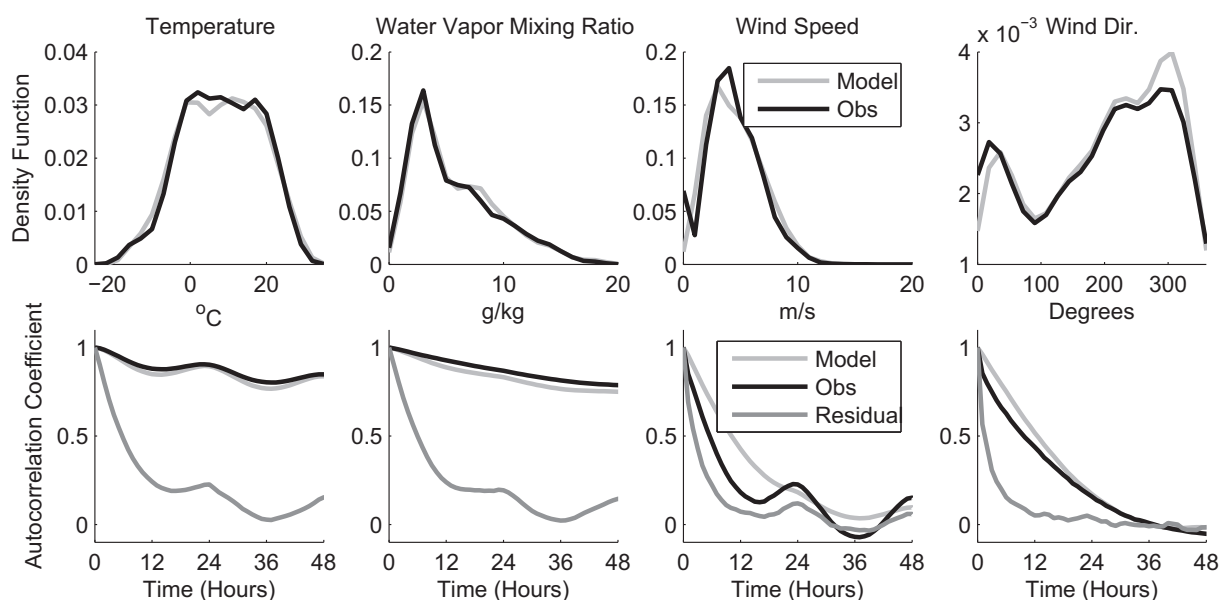 Temperature
Water Vapor Mixing Ratio
Wind Speed
x 10⁻³ Wind Dir.
Density Function
0.04
0.03
0.02
0.01
0
−20 0 20
°C
0.2
0.15
0.1
0.05
0
0 10 20
g/kg
0.2
0.15
0.1
0.05
0
0 10 20
m/s
Model
Obs
4
3
2
1
0 100 200 300
Degrees
Autocorrelation Coefficient
1
0.5
0
0 12 24 36 48
Time (Hours)
1
0.5
0
0 12 24 36 48
Time (Hours)
1
0.5
0
0 12 24 36 48
Time (Hours)
Model
Obs
Residual
1
0.5
0
0 12 24 36 48
Time (Hours)